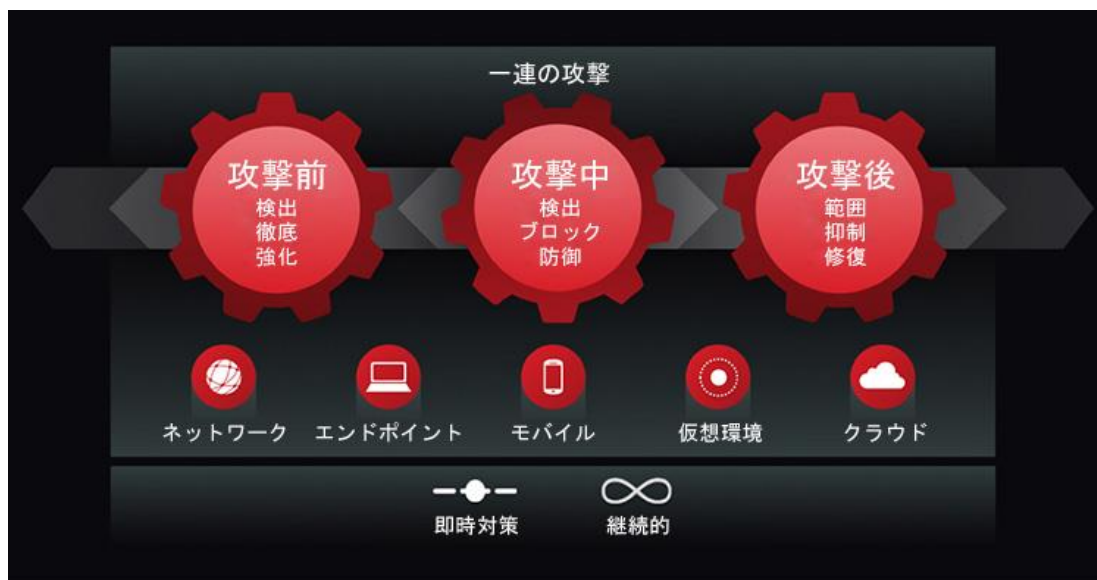 一連の攻撃
攻撃前
検出
徹底
強化
攻撃中
検出
ブロック
防御
攻撃後
範囲
抑制
修復
ネットワーク
エンドポイント
モバイル
仮想環境
クラウド
即時対策
継続的